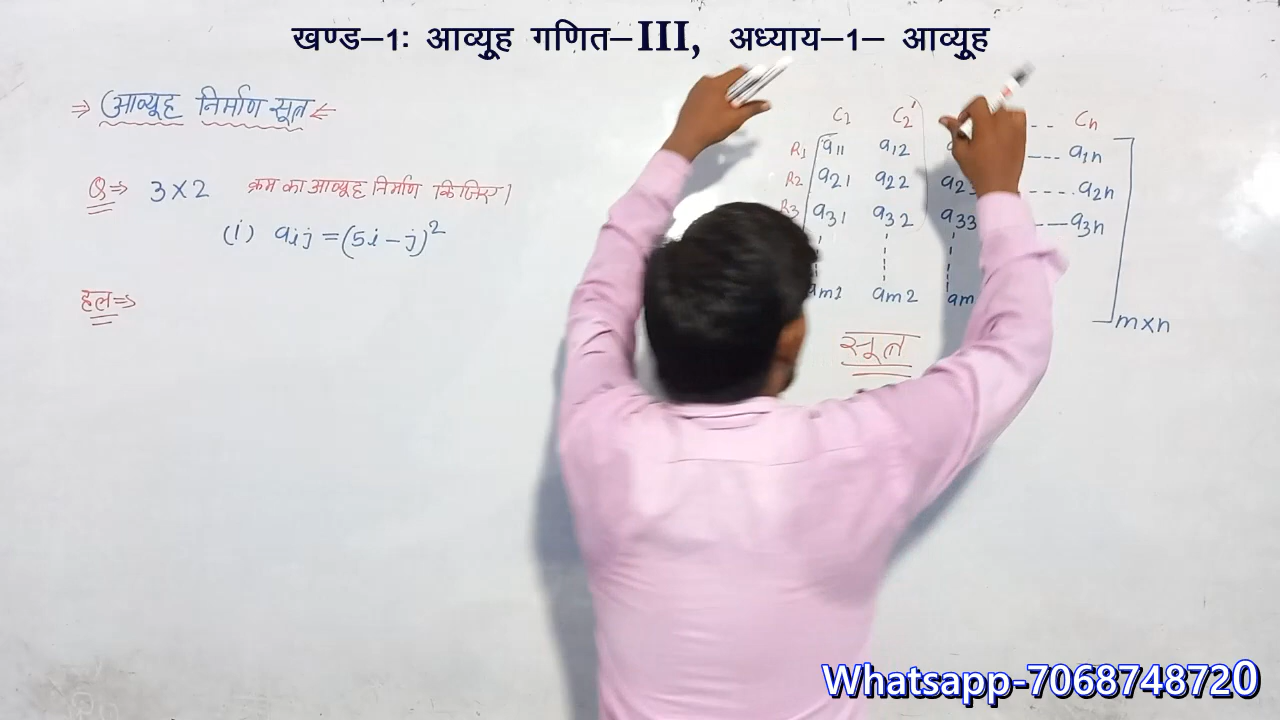 खण्ड–1: आव्यूह गणित–III, अध्याय–1– आव्यूह
⇒ आव्यूह निर्माण सूत्र ⇐
Q⇒ 3×2 क्रम का आव्यूह निर्माण किजिए।
(i) aij = (5i – j)²
हल⇒
C1 C2 -- Cn
R1 a11 a12 --- a1n
R2 a21 a22 ---- a2n
R3 a31 a32 a33 --- a3n
am1 am2 am
m×n
सूत्र
Whatsapp-7068748720